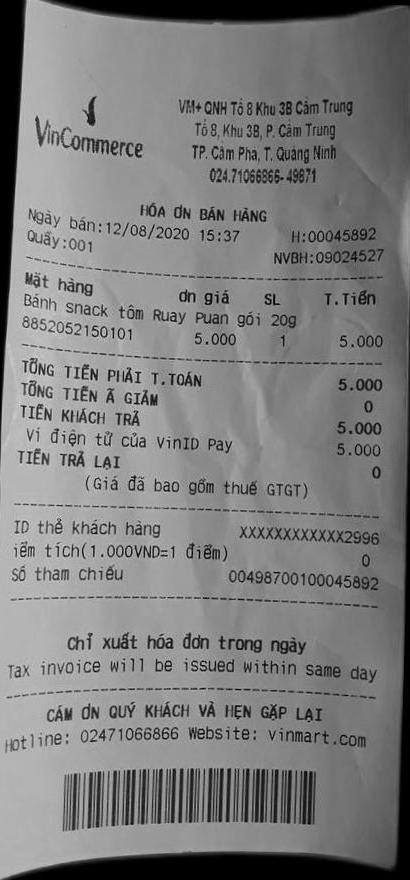 VinCommerce
VM+ QNH Tổ 8 Khu 3B Cẩm Trung
Tổ 8, Khu 3B, P. Cẩm Trung
TP. Cẩm Phả, T. Quảng Ninh
024.71066866-49871
HÓA ƠN BÁN HÀNG
Ngày bán:12/08/2020 15:37 H:00045892
Quầy:001 NVBH:09024527
Mặt hàng ơn giá SL T.Tiền
Bánh snack tôm Ruay Puan gói 20g
8852052150101 5.000 1 5.000
TỔNG TIỀN PHẢI T.TOÁN 5.000
TỔNG TIỀN Ã GIẢM 0
TIỀN KHÁCH TRẢ 5.000
Ví điện tử của VinID Pay 5.000
TIỀN TRẢ LẠI 0
(Giá đã bao gồm thuế GTGT)
ID thẻ khách hàng XXXXXXXXXXXX2996
iểm tích(1.000VND=1 điểm) 0
Số tham chiếu 00498700100045892
Chỉ xuất hóa đơn trong ngày
Tax invoice will be issued within same day
CẢM ƠN QUÝ KHÁCH VÀ HẸN GẶP LẠI
Hotline: 02471066866 Website: vinmart.com